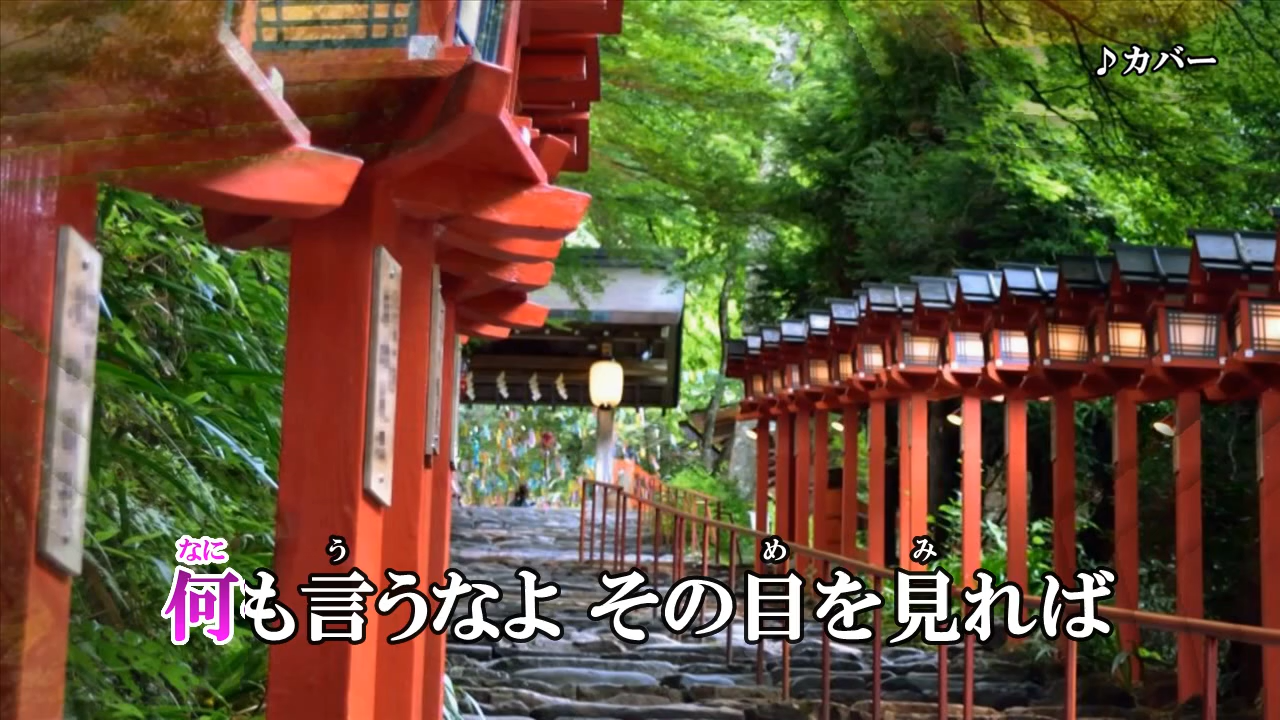 ♪カバー
なに う め み
何も言うなよ その目を見れば